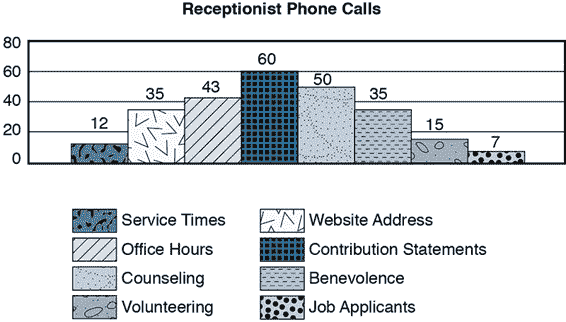 Receptionist Phone Calls
80
60
40
20
0
12
35
43
60
50
35
15
7
Service Times
Website Address
Office Hours
Contribution Statements
Counseling
Benevolence
Volunteering
Job Applicants